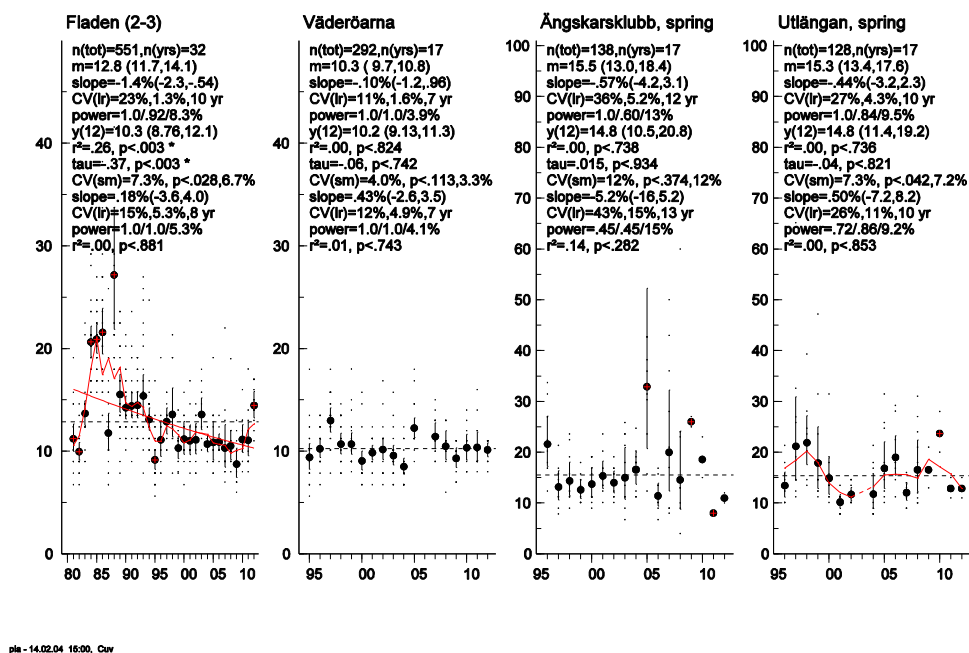 Fladen (2-3)
n(tot)=551,n(yrs)=32
m=12.8 (11.7,14.1)
slope=-1.4%(-2.3,-.54)
CV(lr)=23%,1.3%,10 yr
power=1.0/.92/8.3%
y(12)=10.3 (8.76,12.1)
r²=.26, p<.003 *
tau=-.37, p<.003 *
CV(sm)=7.3%, p<.028,6.7%
slope=.18%(-3.6,4.0)
CV(lr)=15%,5.3%,8 yr
power=1.0/1.0/5.3%
r²=.00, p<.881
40
30
20
10
0
80 85 90 95 00 05 10
Väderöarna
n(tot)=292,n(yrs)=17
m=10.3 ( 9.7,10.8)
slope=-.10%(-1.2,.96)
CV(lr)=11%,1.6%,7 yr
power=1.0/1.0/3.9%
y(12)=10.2 (9.13,11.3)
r²=.00, p<.824
tau=-.06, p<.742
CV(sm)=4.0%, p<.113,3.3%
slope=.43%(-2.6,3.5)
CV(lr)=12%,4.9%,7 yr
power=1.0/1.0/4.1%
r²=.01, p<.743
40
30
20
10
0
95 00 05 10
Ängskarsklubb, spring
n(tot)=138,n(yrs)=17
m=15.5 (13.0,18.4)
slope=-.57%(-4.2,3.1)
CV(lr)=36%,5.2%,12 yr
power=1.0/.60/13%
y(12)=14.8 (10.5,20.8)
r²=.00, p<.738
tau=.015, p<.934
CV(sm)=12%, p<.374,12%
slope=-5.2%(-16,5.2)
CV(lr)=43%,15%,13 yr
power=.45/.45/15%
r²=.14, p<.282
100
90
80
70
60
50
40
30
20
10
0
95 00 05 10
Utlängan, spring
n(tot)=128,n(yrs)=17
m=15.3 (13.4,17.6)
slope=-.44%(-3.2,2.3)
CV(lr)=27%,4.3%,10 yr
power=1.0/.84/9.5%
y(12)=14.8 (11.4,19.2)
r²=.00, p<.736
tau=-.04, p<.821
CV(sm)=7.3%, p<.042,7.2%
slope=.50%(-7.2,8.2)
CV(lr)=26%,11%,10 yr
power=.72/.86/9.2%
r²=.00, p<.853
100
90
80
70
60
50
40
30
20
10
0
95 00 05 10
pia - 14.02.04 15:00, Cuv